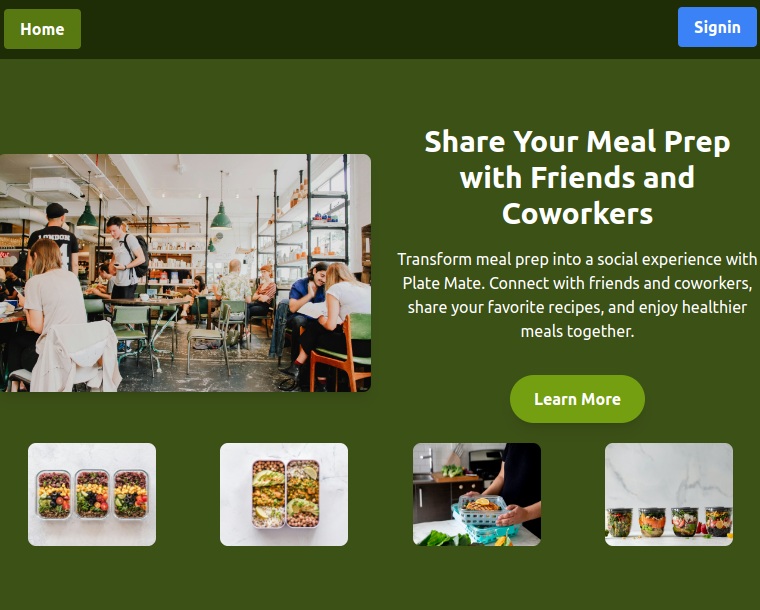 Home
Signin
Share Your Meal Prep
with Friends and
Coworkers
Transform meal prep into a social experience with
Plate Mate. Connect with friends and coworkers,
share your favorite recipes, and enjoy healthier
meals together.
LONDON
Learn More